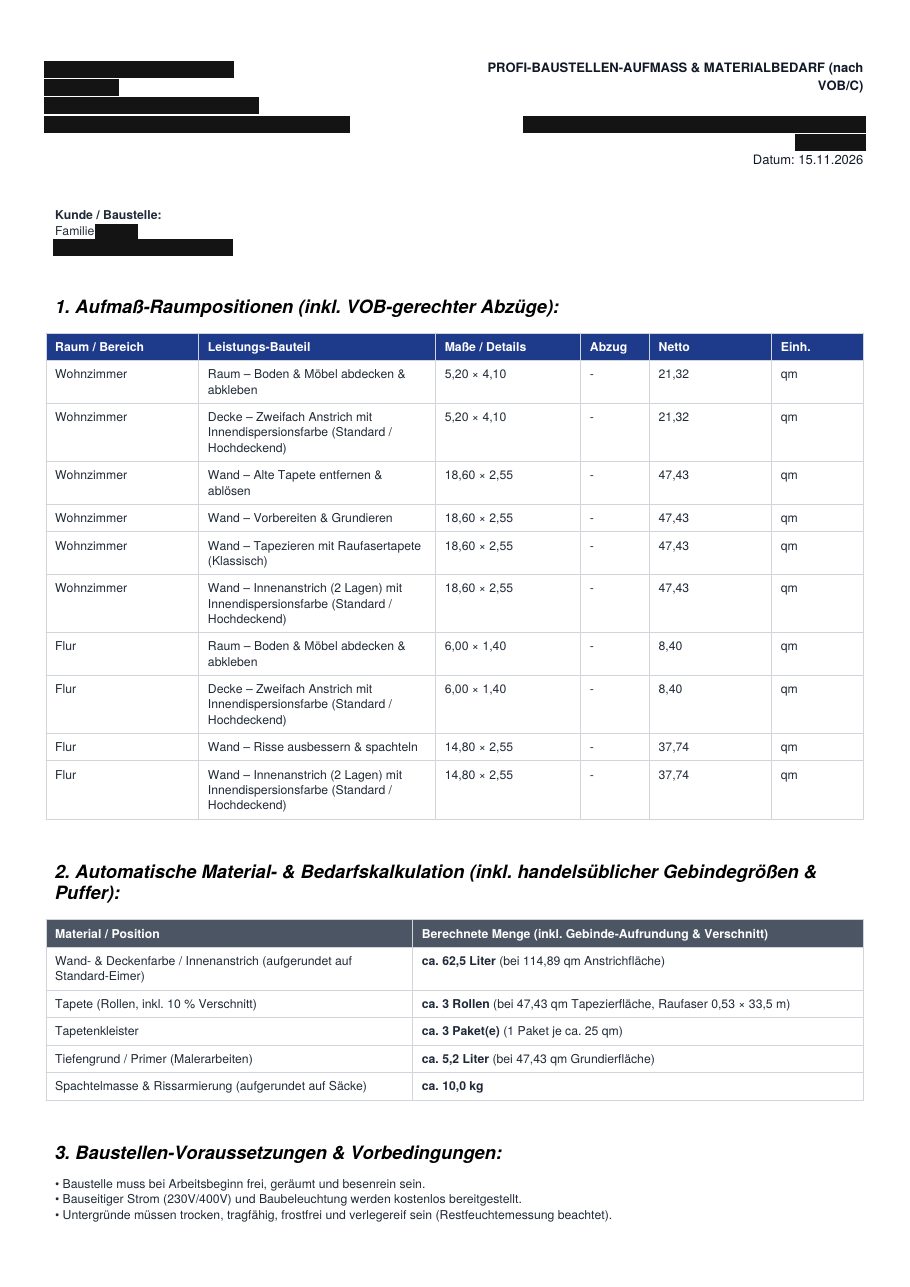 PROFI-BAUSTELLEN-AUFMASS & MATERIALBEDARF (nach
VOB/C)
Datum: 15.11.2026
Kunde / Baustelle:
Familie
1. Aufmaß-Raumpositionen (inkl. VOB-gerechter Abzüge):
Raum / Bereich Leistungs-Bauteil Maße / Details Abzug Netto Einh.
Wohnzimmer Raum – Boden & Möbel abdecken & 5,20 × 4,10 - 21,32 qm
abkleben
Wohnzimmer Decke – Zweifach Anstrich mit 5,20 × 4,10 - 21,32 qm
Innendispersionsfarbe (Standard /
Hochdeckend)
Wohnzimmer Wand – Alte Tapete entfernen & 18,60 × 2,55 - 47,43 qm
ablösen
Wohnzimmer Wand – Vorbereiten & Grundieren 18,60 × 2,55 - 47,43 qm
Wohnzimmer Wand – Tapezieren mit Raufasertapete 18,60 × 2,55 - 47,43 qm
(Klassisch)
Wohnzimmer Wand – Innenanstrich (2 Lagen) mit 18,60 × 2,55 - 47,43 qm
Innendispersionsfarbe (Standard /
Hochdeckend)
Flur Raum – Boden & Möbel abdecken & 6,00 × 1,40 - 8,40 qm
abkleben
Flur Decke – Zweifach Anstrich mit 6,00 × 1,40 - 8,40 qm
Innendispersionsfarbe (Standard /
Hochdeckend)
Flur Wand – Risse ausbessern & spachteln 14,80 × 2,55 - 37,74 qm
Flur Wand – Innenanstrich (2 Lagen) mit 14,80 × 2,55 - 37,74 qm
Innendispersionsfarbe (Standard /
Hochdeckend)
2. Automatische Material- & Bedarfskalkulation (inkl. handelsüblicher Gebindegrößen &
Puffer):
Material / Position Berechnete Menge (inkl. Gebinde-Aufrundung & Verschnitt)
Wand- & Deckenfarbe / Innenanstrich (aufgerundet auf ca. 62,5 Liter (bei 114,89 qm Anstrichfläche)
Standard-Eimer)
Tapete (Rollen, inkl. 10 % Verschnitt) ca. 3 Rollen (bei 47,43 qm Tapezierfläche, Raufaser 0,53 × 33,5 m)
Tapetenkleister ca. 3 Paket(e) (1 Paket je ca. 25 qm)
Tiefengrund / Primer (Malerarbeiten) ca. 5,2 Liter (bei 47,43 qm Grundierfläche)
Spachtelmasse & Rissarmierung (aufgerundet auf Säcke) ca. 10,0 kg
3. Baustellen-Voraussetzungen & Vorbedingungen:
• Baustelle muss bei Arbeitsbeginn frei, geräumt und besenrein sein.
• Bauseitiger Strom (230V/400V) und Baubeleuchtung werden kostenlos bereitgestellt.
• Untergründe müssen trocken, tragfähig, frostfrei und verlegereif sein (Restfeuchtemessung beachtet).